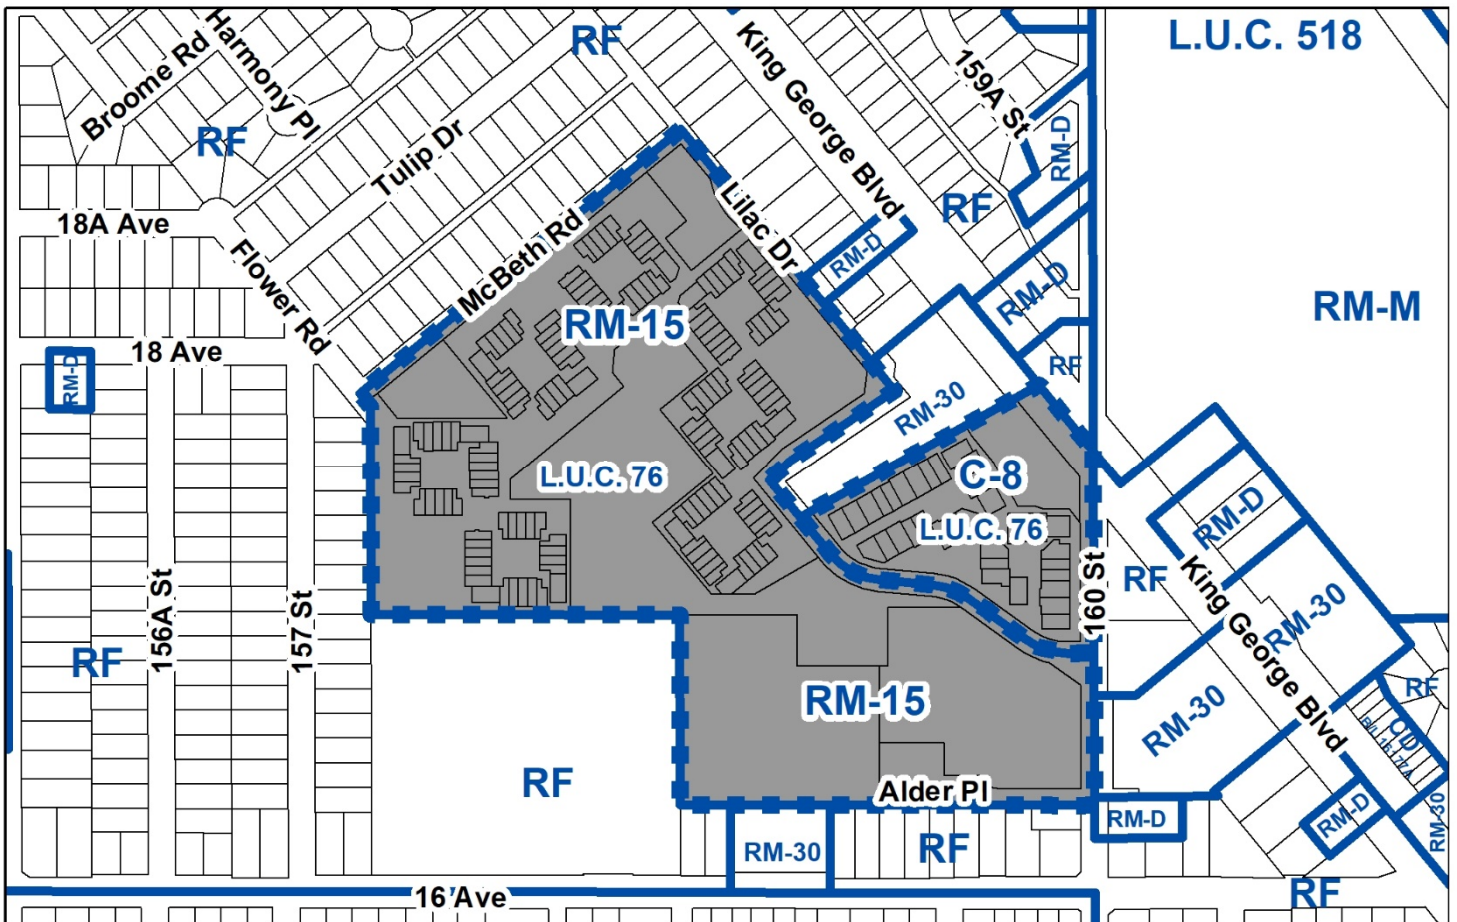 RF
L.U.C. 518
Broome Rd
Harmony Pl
King George Blvd
159A St
RM-D
RF
Tulip Dr
18A Ave
Flower Rd
McBeth Rd
Lilac Dr
RF
RM-D
RM-D
RM-M
RM-15
18 Ave
RM-D
RF
RM-30
L.U.C. 76
C-8
L.U.C. 76
RM-D
King George Blvd
RF
RM-30
160 St
156A St
157 St
RF
RM-15
RM-30
RF
CD
RF
Alder Pl
RM-D
RM-D
RM-30
RM-30
RF
16 Ave
RF